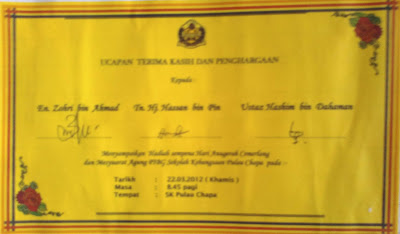 UCAPAN TERIMA KASIH DAN PENGHARGAAN
Kepada :
En. Zohri bin Ahmad Tn. Hj. Hassan bin Pin Ustaz Hashim bin Dahaman
Menyampaikan Hadiah sempena Hari Anugerah Cemerlang
dan Mesyuarat Agung PIBG Sekolah Kebangsaan Pulau Chapa pada :-
Tarikh : 22.03.2012 ( Khamis )
Masa : 8.45 pagi
Tempat : SK Pulau Chapa